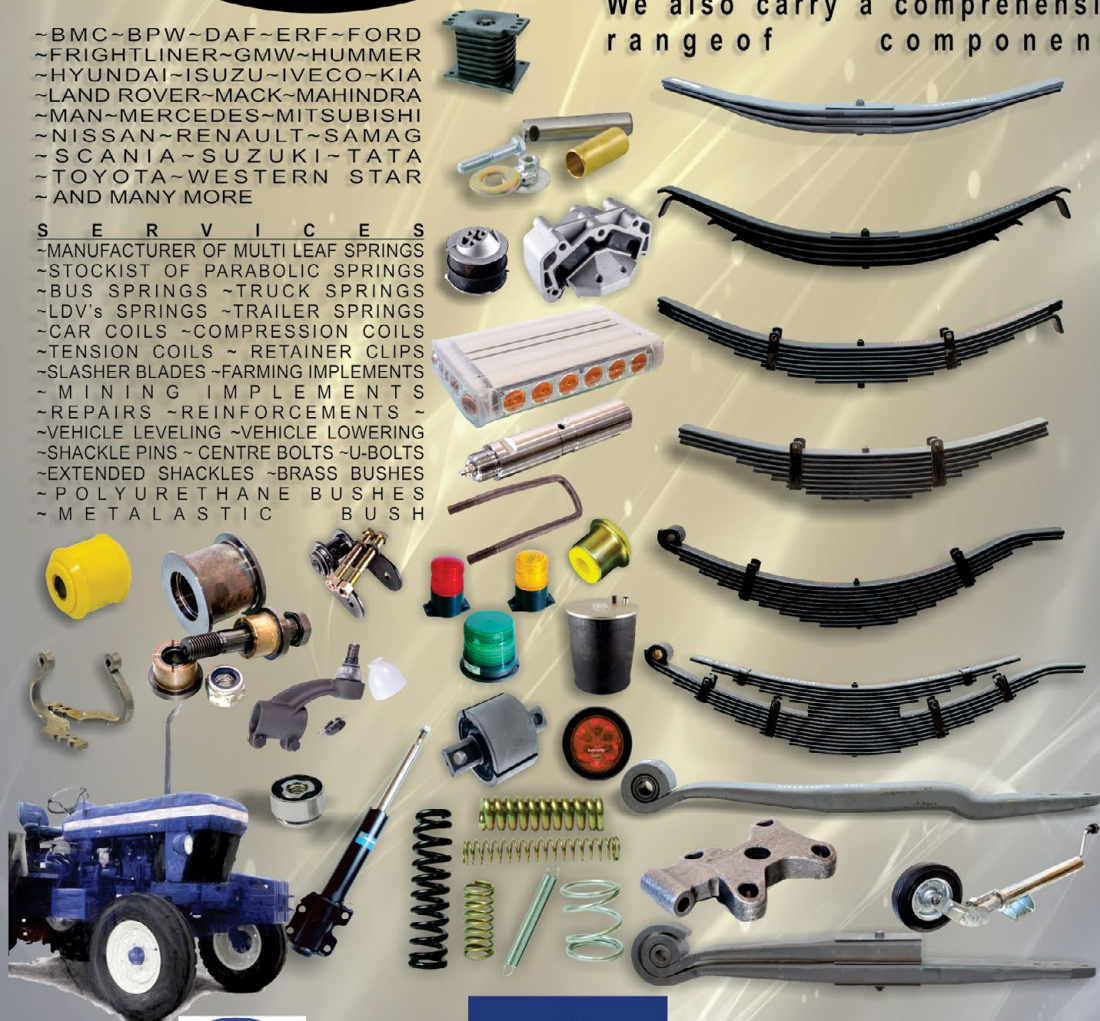 We also carry a comprehensi
rangeof componen
~BMC~BPW~DAF~ERF~FORD
~FRIGHTLINER~GMW~HUMMER
~HYUNDAI~ISUZU~IVECO~KIA
~LAND ROVER~MACK~MAHINDRA
~MAN~MERCEDES~MITSUBISHI
~NISSAN~RENAULT~SAMAG
~SCANIA~SUZUKI~TATA
~TOYOTA~WESTERN STAR
~AND MANY MORE
SERVICES
~MANUFACTURER OF MULTI LEAF SPRINGS
~STOCKIST OF PARABOLIC SPRINGS
~BUS SPRINGS ~TRUCK SPRINGS
~LDV's SPRINGS ~TRAILER SPRINGS
~CAR COILS ~COMPRESSION COILS
~TENSION COILS ~ RETAINER CLIPS
~SLASHER BLADES ~FARMING IMPLEMENTS
~MINING IMPLEMENTS
~REPAIRS ~REINFORCEMENTS ~
~VEHICLE LEVELING ~VEHICLE LOWERING
~SHACKLE PINS ~ CENTRE BOLTS ~U-BOLTS
~EXTENDED SHACKLES ~BRASS BUSHES
~POLYURETHANE BUSHES
~METALASTIC BUSH